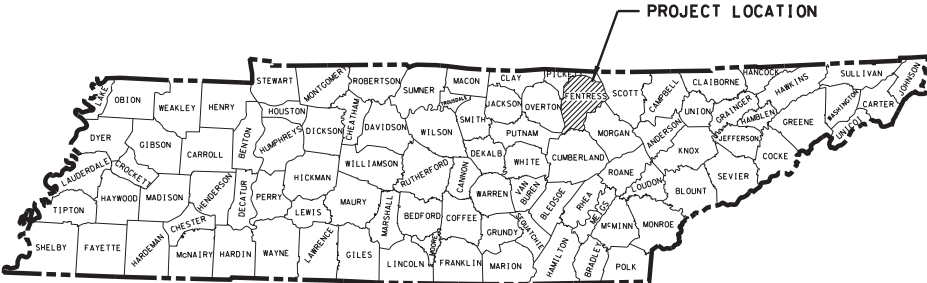 PROJECT LOCATION
LAKE
OBION
WEAKLEY
HENRY
STEWART
MONTGOMERY
ROBERTSON
SUMNER
MACON
CLAY
PICKE
FENTRESS
SCOTT
CAMPBELL
CLAIBORNE
HANCOCK
HAWKINS
SULLIVAN
JOHNSON
DYER
GIBSON
CARROLL
BENTON
HOUSTON
HUMPHREYS
DICKSON
CHEATHAM
DAVIDSON
WILSON
TROUSDALE
SMITH
JACKSON
OVERTON
PUTNAM
MORGAN
ANDERSON
UNION
GRAINGER
HAMBLEN
GREENE
WASHINGTON
CARTER
UNICOI
LAUDERDALE
CROCKETT
HAYWOOD
MADISON
HENDERSON
DECATUR
PERRY
HICKMAN
WILLIAMSON
RUTHERFORD
CANNON
DEKALB
WHITE
CUMBERLAND
ROANE
KNOX
JEFFERSON
COCKE
SEVIER
TIPTON
CHESTER
LEWIS
MAURY
MARSHALL
BEDFORD
COFFEE
WARREN
VAN
BUREN
BLEDSOE
RHEA
MEIGS
LOUDON
BLOUNT
SHELBY
FAYETTE
HARDEMAN
McNAIRY
HARDIN
WAYNE
LAWRENCE
GILES
LINCOLN
MOORE
FRANKLIN
GRUNDY
MARION
SEQUATCHIE
HAMILTON
BRADLEY
McMINN
MONROE
POLK